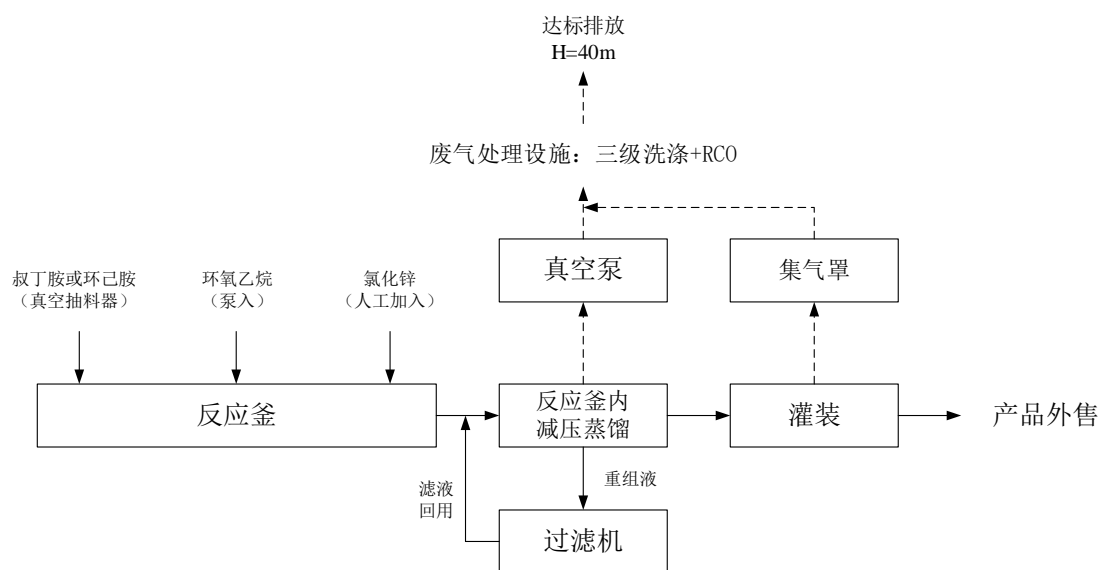 达标排放
H=40m
废气处理设施：三级洗涤+RCO
真空泵
集气罩
叔丁胺或环己胺
（真空抽料器）
环氧乙烷
（泵入）
氯化锌
（人工加入）
反应釜
反应釜内
减压蒸馏
灌装
产品外售
滤液
回用
重组液
过滤机